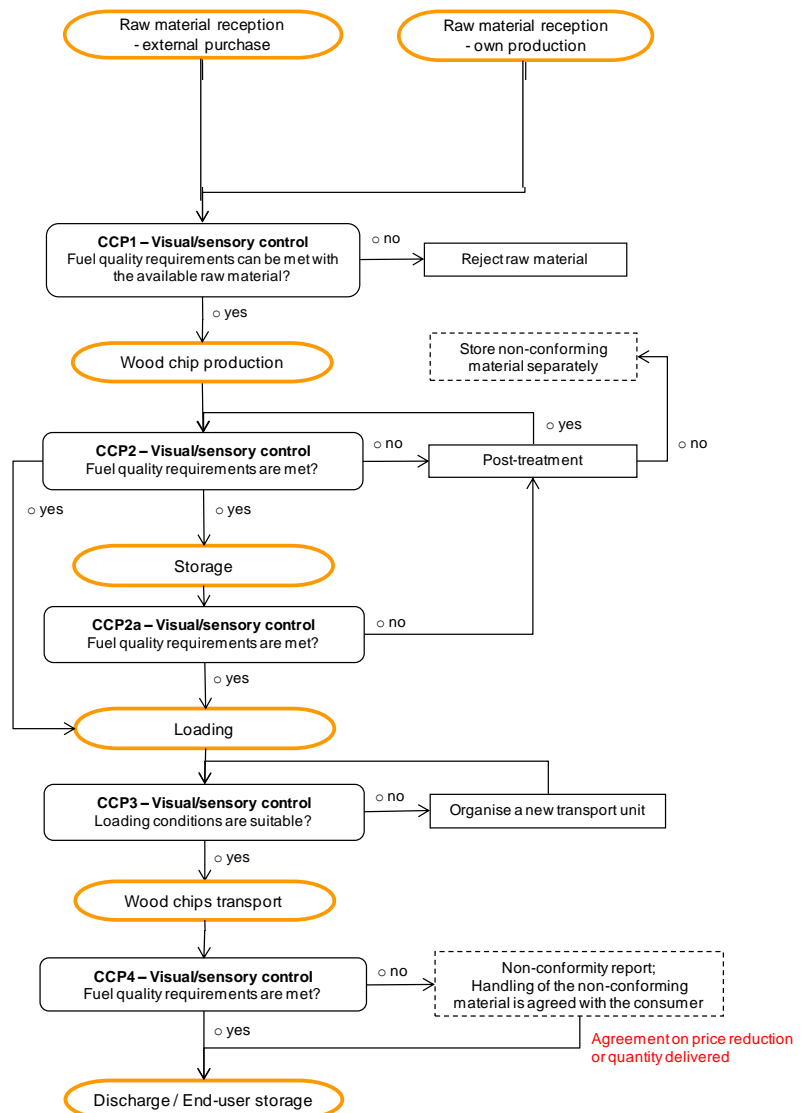 Raw material reception
- external purchase
Raw material reception
- own production
CCP1 – Visual/sensory control
Fuel quality requirements can be met with
the available raw material?
○ no
Reject raw material
○ yes
Wood chip production
Store non-conforming
material separately
○ yes
○ no
CCP2 – Visual/sensory control
Fuel quality requirements are met?
○ no
Post-treatment
○ yes
○ yes
Storage
CCP2a – Visual/sensory control
Fuel quality requirements are met?
○ no
○ yes
Loading
CCP3 – Visual/sensory control
Loading conditions are suitable?
○ no
Organise a new transport unit
○ yes
Wood chips transport
CCP4 – Visual/sensory control
Fuel quality requirements are met?
○ no
Non-conformity report;
Handling of the non-conforming
material is agreed with the consumer
○ yes
Agreement on price reduction
or quantity delivered
Discharge / End-user storage